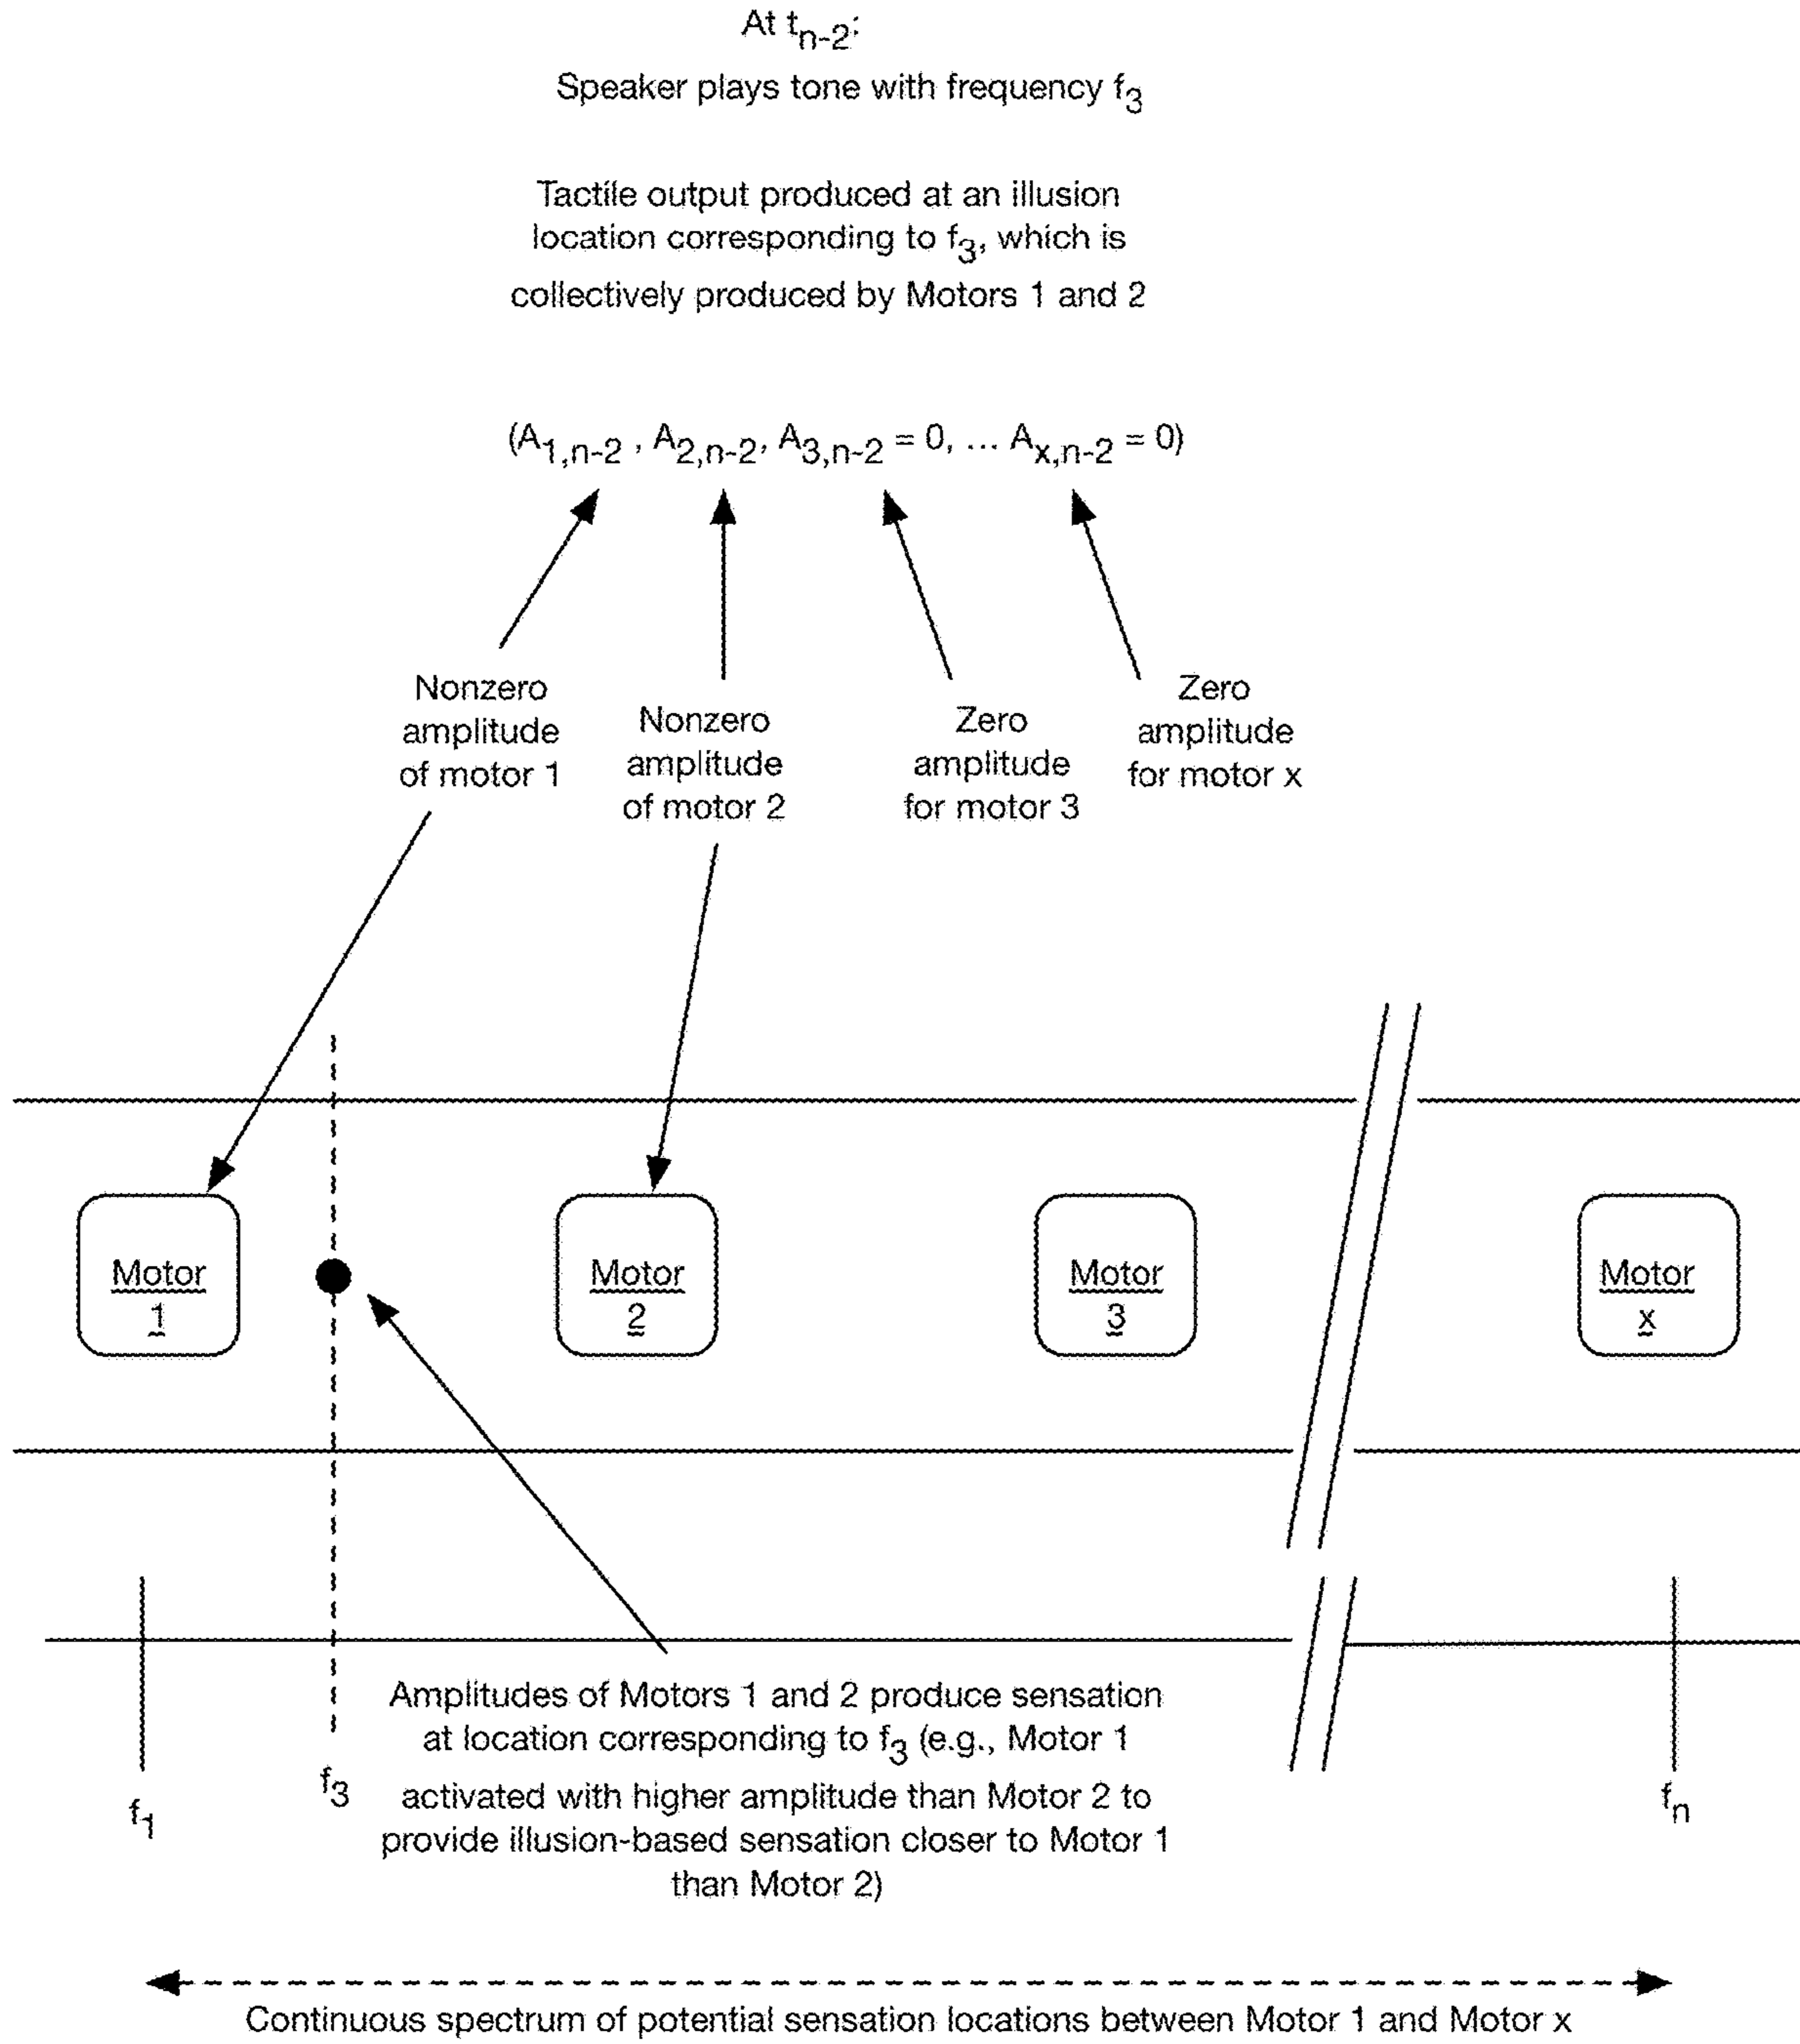 At tn-2:
Speaker plays tone with frequency f3
Tactile output produced at an illusion
location corresponding to f3, which is
collectively produced by Motors 1 and 2
(A1,n-2 , A2,n-2, A3,n-2 = 0, ... Ax,n-2 = 0)
Nonzero
amplitude
of motor 1
Nonzero
amplitude
of motor 2
Zero
amplitude
for motor 3
Zero
amplitude
for motor x
Motor
1
Motor
2
Motor
3
Motor
x
f1
f3
Amplitudes of Motors 1 and 2 produce sensation
at location corresponding to f3 (e.g., Motor 1
activated with higher amplitude than Motor 2 to
provide illusion-based sensation closer to Motor 1
than Motor 2)
fn
Continuous spectrum of potential sensation locations between Motor 1 and Motor x